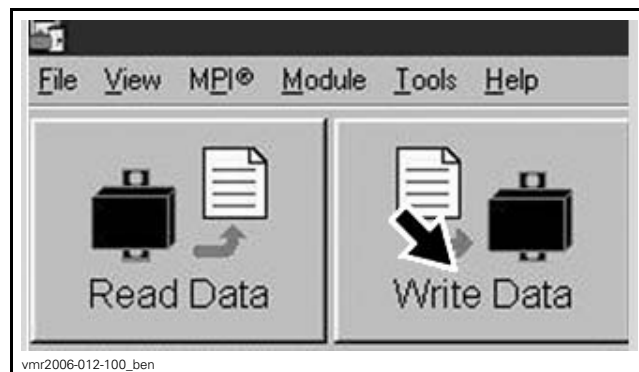 File View MPI® Module Tools Help
Read Data Write Data
vmr2006-012-100_ben